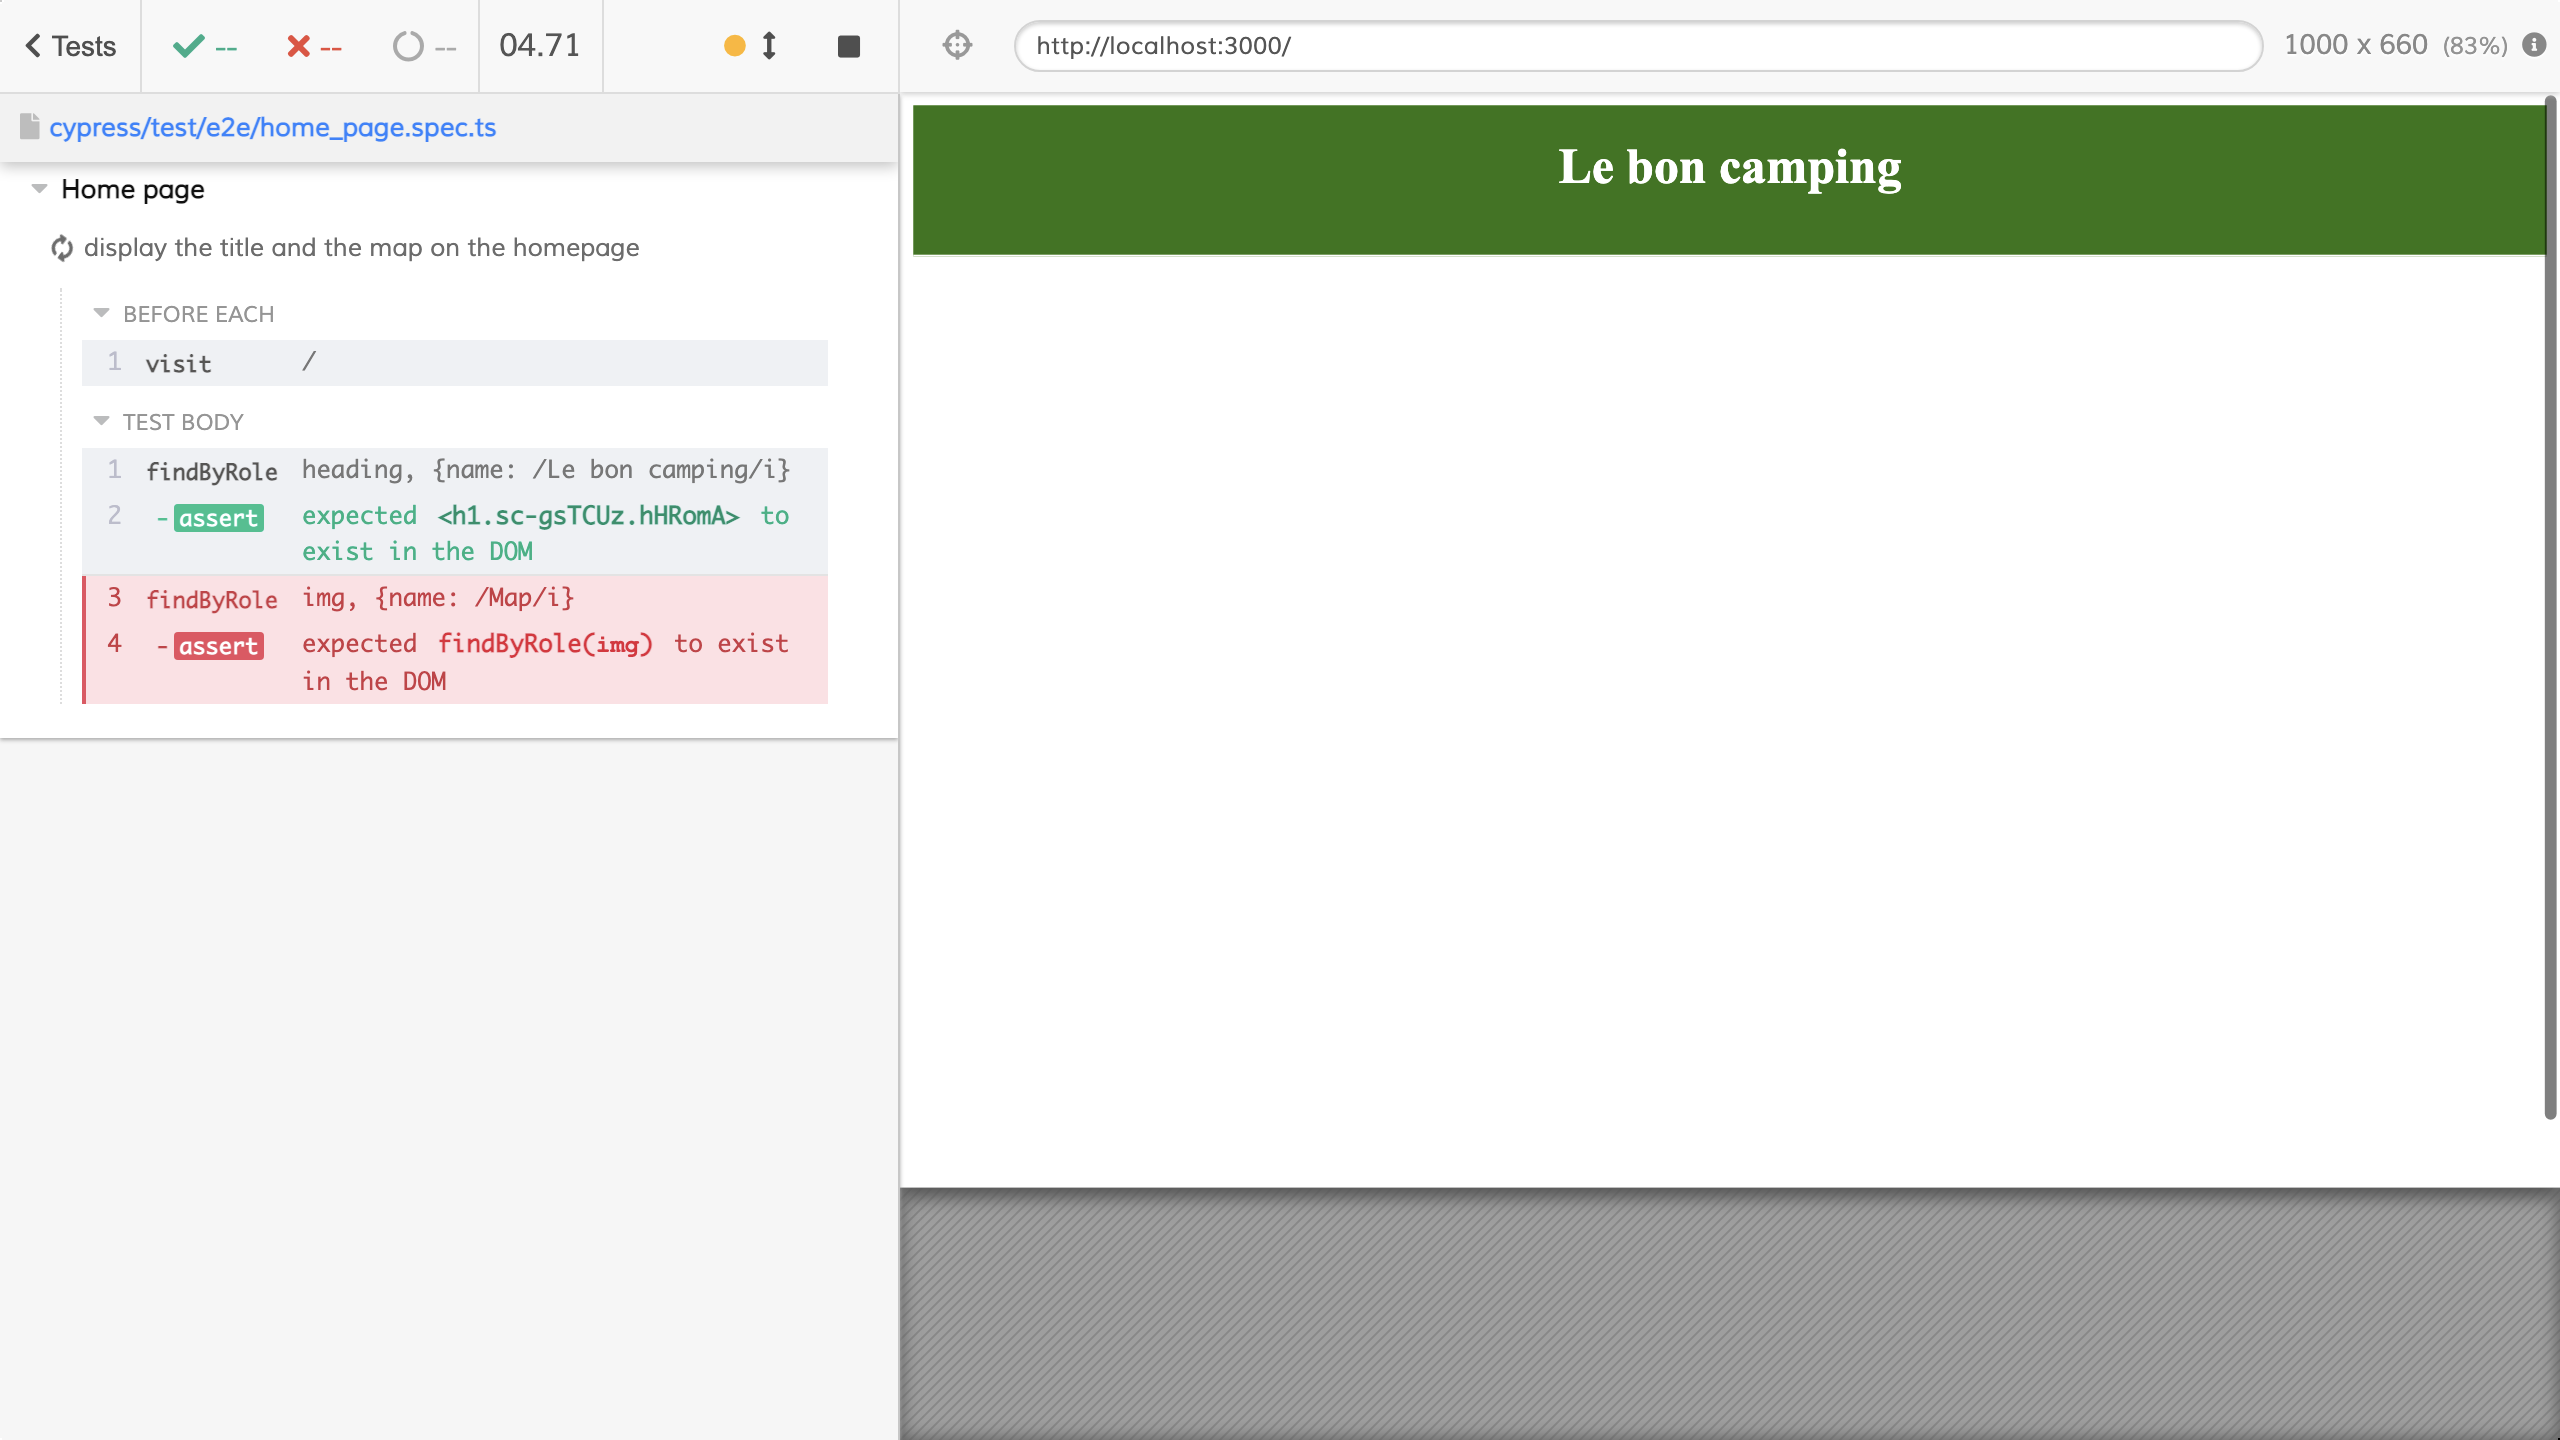 Tests
--
--
--
04.71
http://localhost:3000/
1000 x 660 (83%)
cypress/test/e2e/home_page.spec.ts
Home page
display the title and the map on the homepage
BEFORE EACH
1 visit /
TEST BODY
1 findByRole heading, {name: /Le bon camping/i}
2 -assert expected <h1.sc-gsTCUz.hHRomA> to
exist in the DOM
3 findByRole img, {name: /Map/i}
4 -assert expected findByRole(img) to exist
in the DOM
Le bon camping